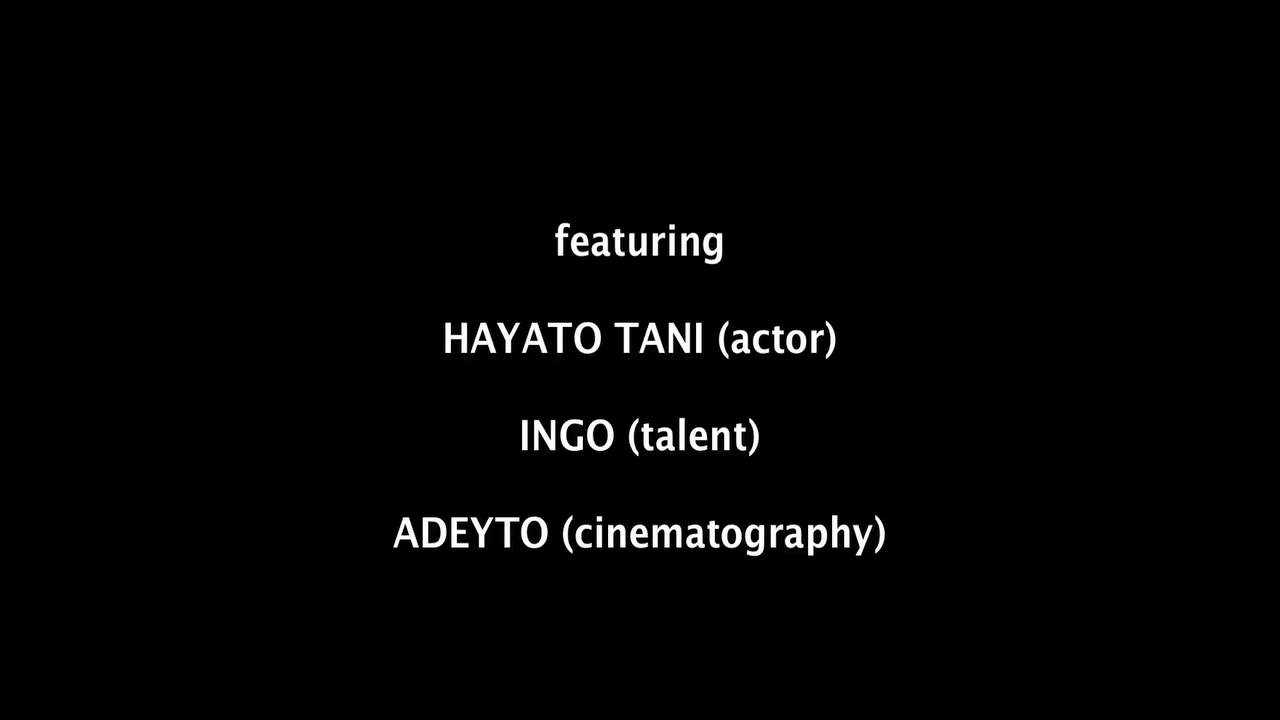 featuring
HAYATO TANI (actor)
INGO (talent)
ADEYTO (cinematography)